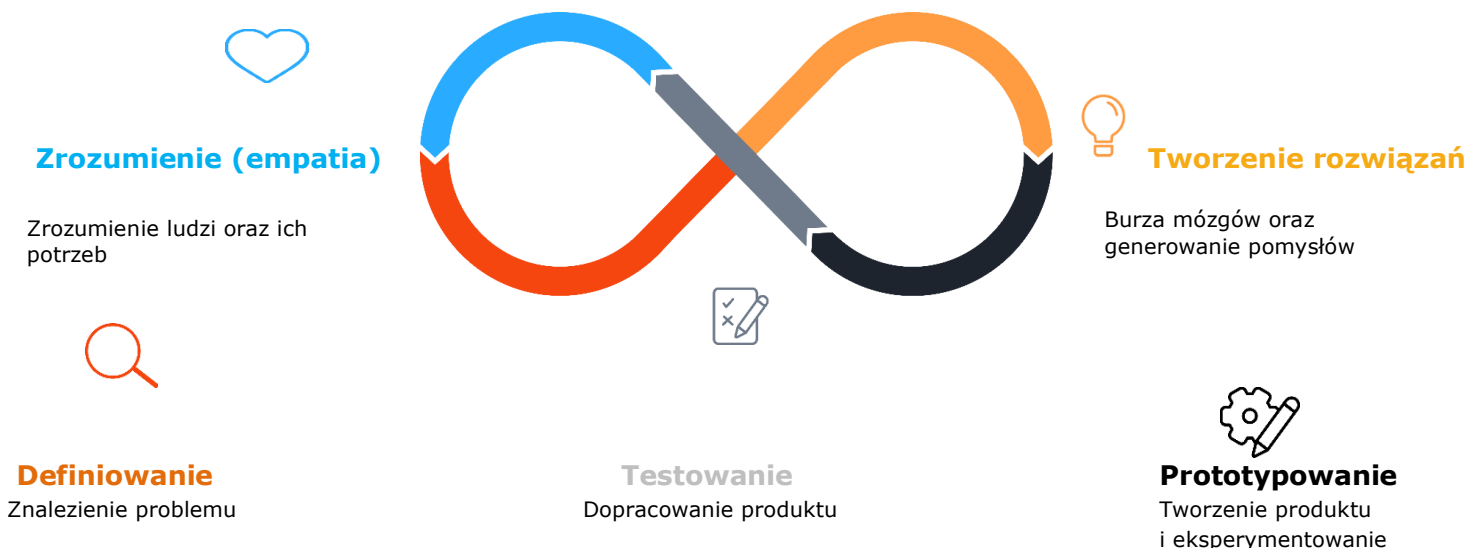 Zrozumienie (empatia)
Zrozumienie ludzi oraz ich
potrzeb
Tworzenie rozwiązań
Burza mózgów oraz
generowanie pomysłów
Definiowanie
Znalezienie problemu
Testowanie
Dopracowanie produktu
Prototypowanie
Tworzenie produktu
i eksperymentowanie